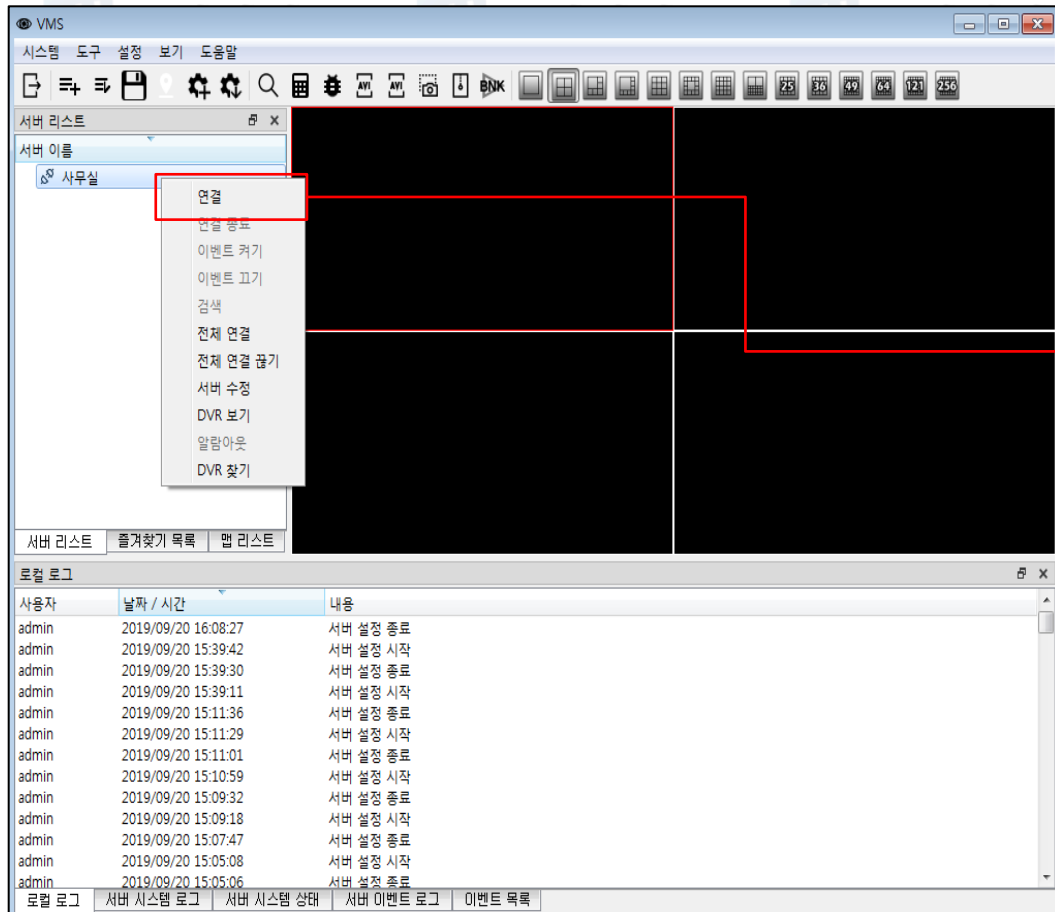 VMS
시스템 도구 설정 보기 도움말
AVI AVI BNK 25 36 49 64 121 256
서버 리스트
서버 이름
사무실
연결
연결 종료
이벤트 켜기
이벤트 끄기
검색
전체 연결
전체 연결 끊기
서버 수정
DVR 보기
알람아웃
DVR 찾기
서버 리스트 즐겨찾기 목록 맵 리스트
로컬 로그
사용자 날짜 / 시간 내용
admin 2019/09/20 16:08:27 서버 설정 종료
admin 2019/09/20 15:39:42 서버 설정 시작
admin 2019/09/20 15:39:30 서버 설정 종료
admin 2019/09/20 15:39:11 서버 설정 시작
admin 2019/09/20 15:11:36 서버 설정 종료
admin 2019/09/20 15:11:29 서버 설정 시작
admin 2019/09/20 15:11:01 서버 설정 종료
admin 2019/09/20 15:10:59 서버 설정 시작
admin 2019/09/20 15:09:32 서버 설정 종료
admin 2019/09/20 15:09:18 서버 설정 시작
admin 2019/09/20 15:07:47 서버 설정 종료
admin 2019/09/20 15:05:08 서버 설정 시작
admin 2019/09/20 15:05:06 서버 설정 종료
로컬 로그 서버 시스템 로그 서버 시스템 상태 서버 이벤트 로그 이벤트 목록